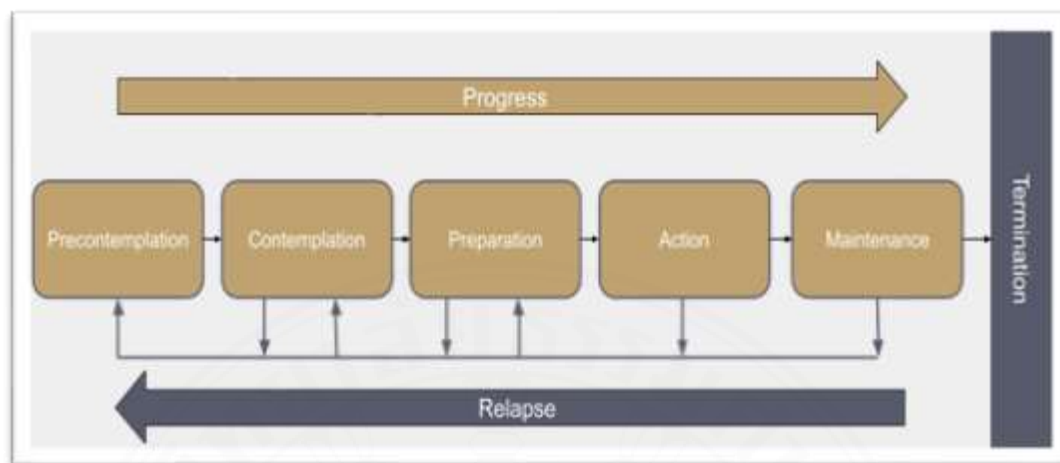 Progress
Precontemplation
Contemplation
Preparation
Action
Maintenance
Termination
Relapse